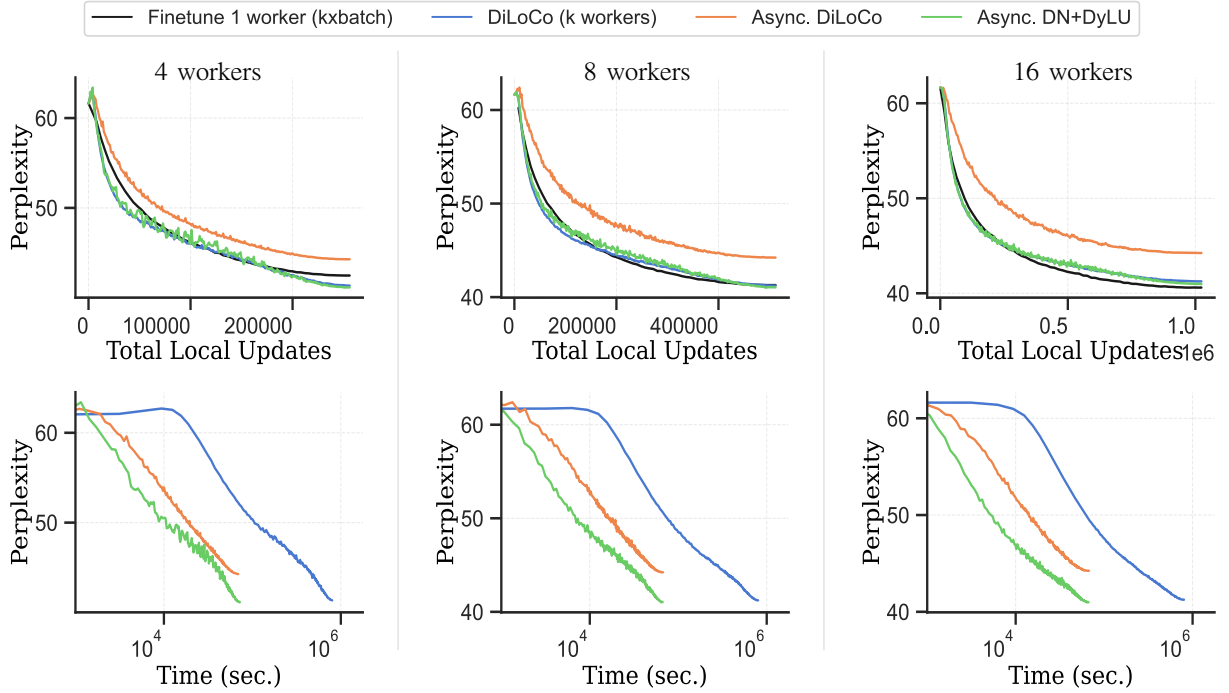 Finetune 1 worker (kxbatch) DiLoCo (k workers) Async. DiLoCo Async. DN+DyLU
4 workers 8 workers 16 workers
Perplexity Perplexity Perplexity
60 60 60
50 50 50
40 40
0 100000 200000 0 200000 400000 0.0 0.5 1.0
Total Local Updates Total Local Updates Total Local Updates 1e6
Perplexity Perplexity Perplexity
60 60 60
50 50 50
40 40
10^4 10^6 10^4 10^6 10^4 10^6
Time (sec.) Time (sec.) Time (sec.)